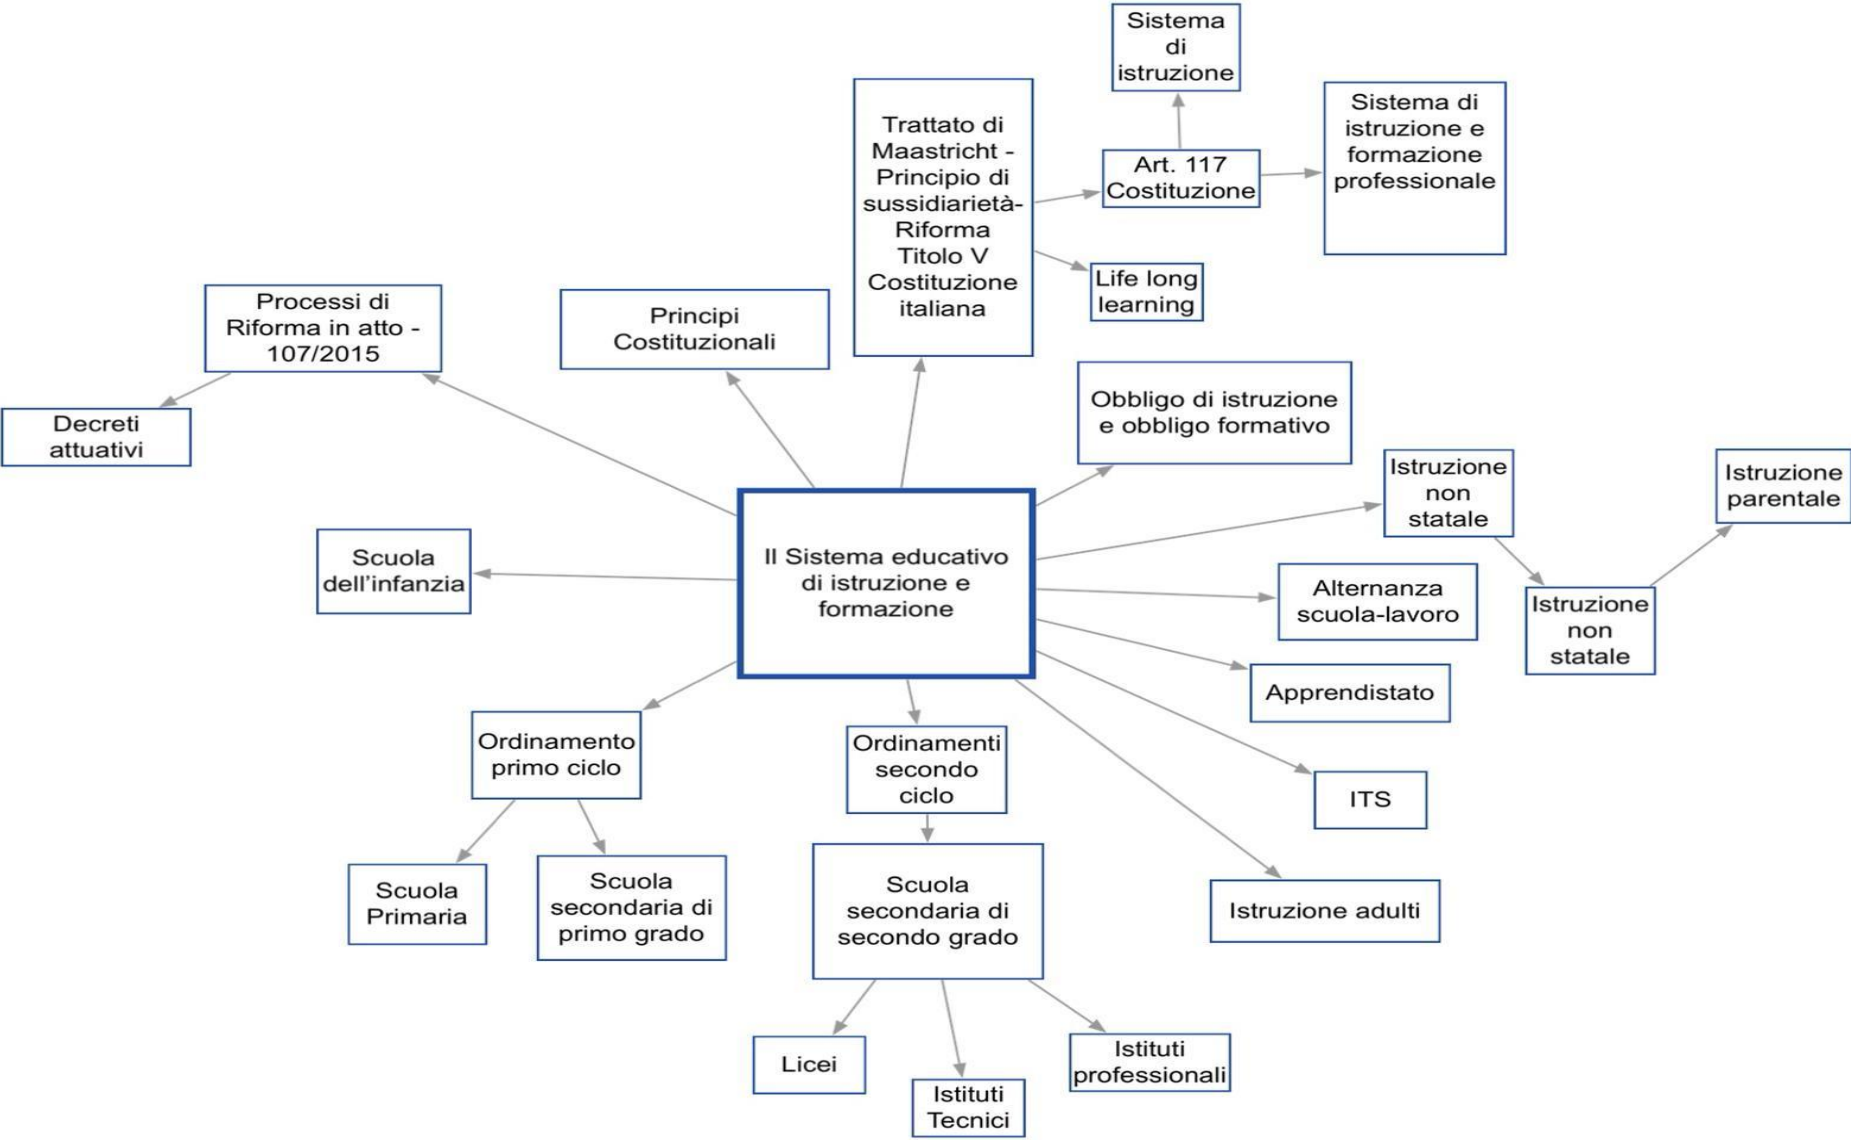 Sistema
di
istruzione
Trattato di
Maastricht -
Principio di
sussidiarietà-
Riforma
Titolo V
Costituzione
italiana
Art. 117
Costituzione
Sistema di
istruzione e
formazione
professionale
Life long
learning
Processi di
Riforma in atto -
107/2015
Principi
Costituzionali
Obbligo di istruzione
e obbligo formativo
Decreti
attuativi
Istruzione
non
statale
Istruzione
parentale
Scuola
dell’infanzia
Il Sistema educativo
di istruzione e
formazione
Alternanza
scuola-lavoro
Istruzione
non
statale
Apprendistato
Ordinamento
primo ciclo
Ordinamenti
secondo
ciclo
ITS
Scuola
Primaria
Scuola
secondaria di
primo grado
Scuola
secondaria di
secondo grado
Istruzione adulti
Licei
Istituti
Tecnici
Istituti
professionali